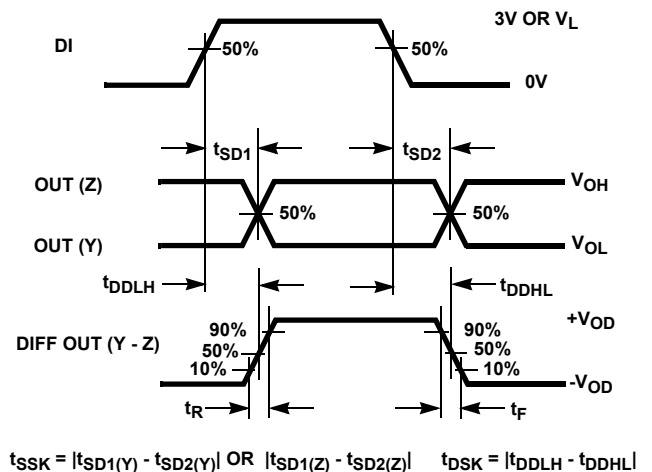 3V OR VL
DI
50%
50%
0V
tSD1
tSD2
OUT (Z)
VOH
50%
50%
OUT (Y)
VOL
tDDLH
tDDHL
+VOD
90%
90%
DIFF OUT (Y - Z)
50%
50%
10%
10%
-VOD
tR
tF
tSSK = |tSD1(Y) - tSD2(Y)| OR |tSD1(Z) - tSD2(Z)|
tDSK = |tDDLH - tDDHL|